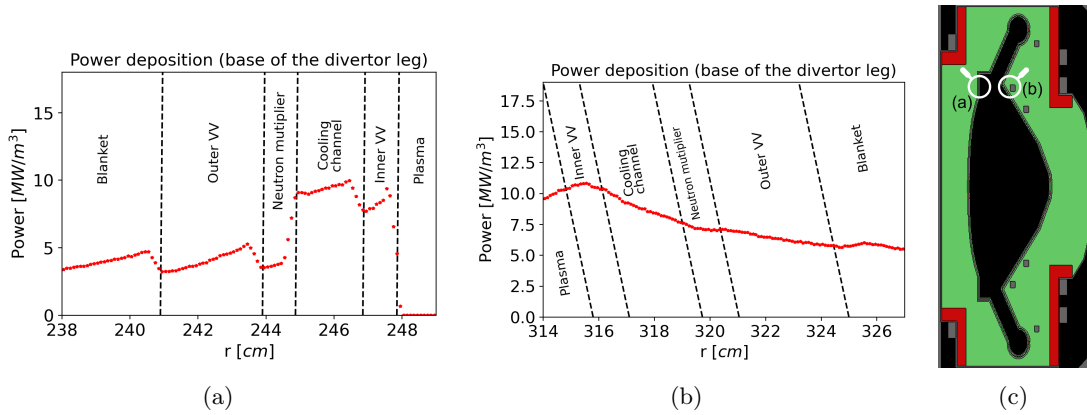 Power deposition (base of the divertor leg)
Power [MW/m³]
15
10
5
0
Blanket
Outer VV
Neutron mutiplier
Cooling
channel
Inner VV
Plasma
238
240
242
244
246
248
r [cm]
(a)
Power deposition (base of the divertor leg)
Power [MW/m³]
17.5
15.0
12.5
10.0
7.5
5.0
2.5
0.0
Plasma
Inner VV
Cooling
channel
Neutron mutiplier
Outer VV
Blanket
314
316
318
320
322
324
326
r [cm]
(b)
(a)
(b)
(c)